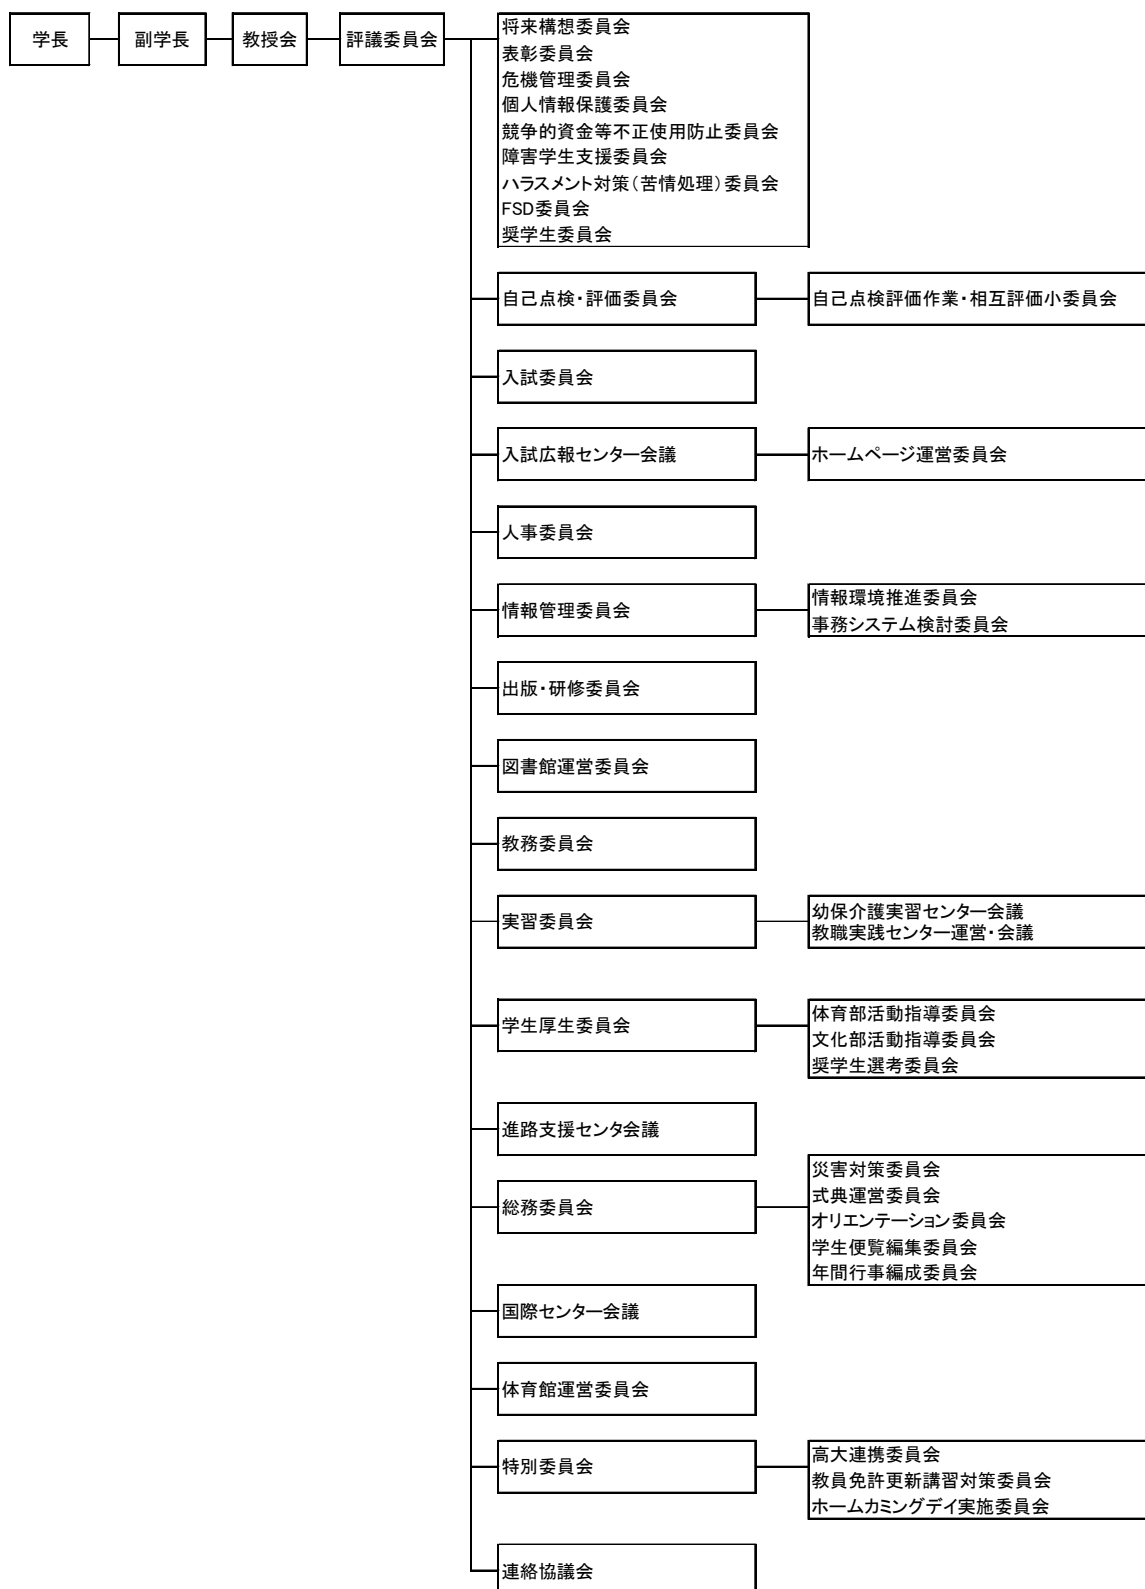 学長
副学長
教授会
評議委員会
将来構想委員会
表彰委員会
危機管理委員会
個人情報保護委員会
競争的資金等不正使用防止委員会
障害学生支援委員会
ハラスメント対策(苦情処理)委員会
FSD委員会
奨学生委員会
自己点検・評価委員会
自己点検評価作業・相互評価小委員会
入試委員会
入試広報センター会議
ホームページ運営委員会
人事委員会
情報管理委員会
情報環境推進委員会
事務システム検討委員会
出版・研修委員会
図書館運営委員会
教務委員会
実習委員会
幼保介護実習センター会議
教職実践センター運営・会議
学生厚生委員会
体育部活動指導委員会
文化部活動指導委員会
奨学生選考委員会
進路支援センタ会議
総務委員会
災害対策委員会
式典運営委員会
オリエンテーション委員会
学生便覧編集委員会
年間行事編成委員会
国際センター会議
体育館運営委員会
特別委員会
高大連携委員会
教員免許更新講習対策委員会
ホームカミングデイ実施委員会
連絡協議会